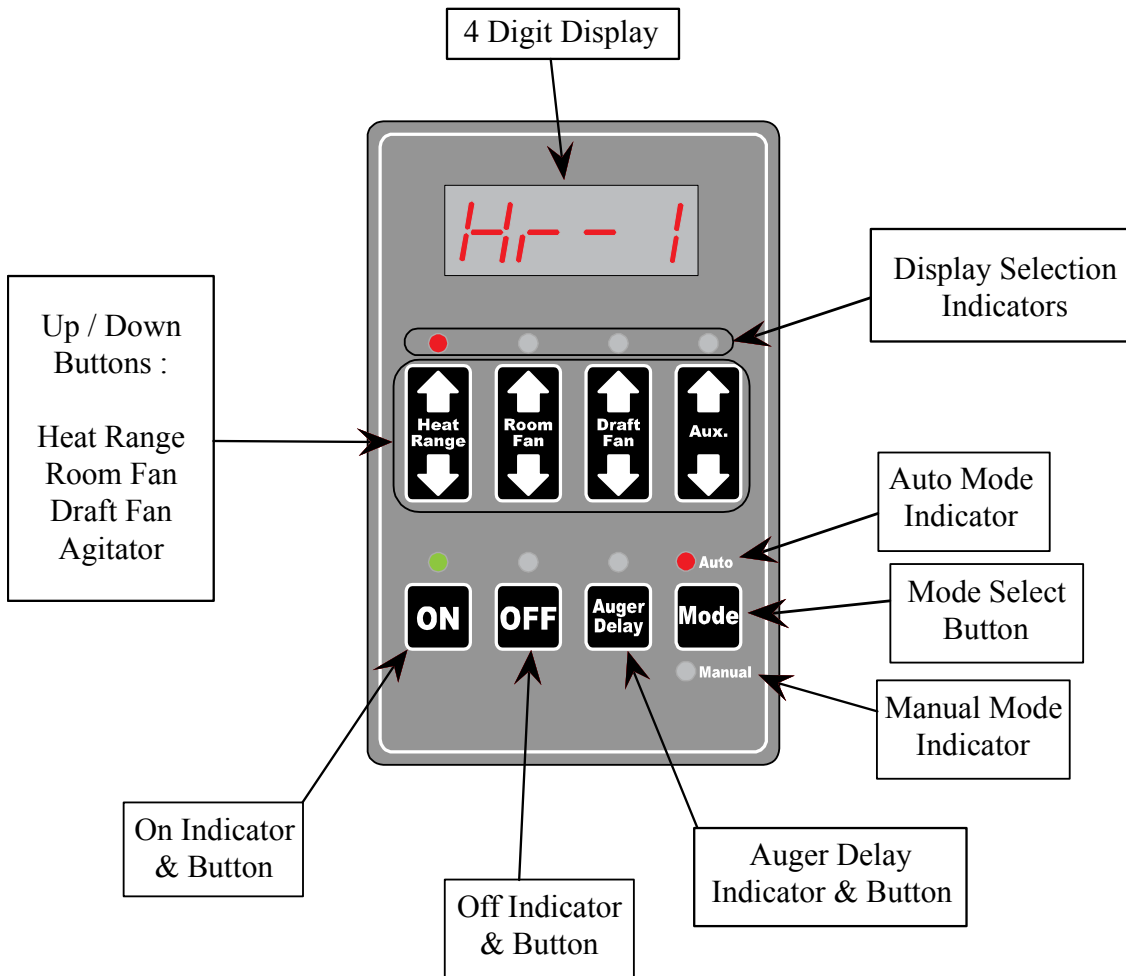 4 Digit Display
Hr - - 1
Display Selection
Indicators
Up / Down
Buttons :
Heat Range
Room Fan
Draft Fan
Agitator
Heat
Range
Room
Fan
Draft
Fan
Aux.
Auto Mode
Indicator
Auto
ON
OFF
Auger
Delay
Mode
Mode Select
Button
Manual
Manual Mode
Indicator
On Indicator
& Button
Off Indicator
& Button
Auger Delay
Indicator & Button